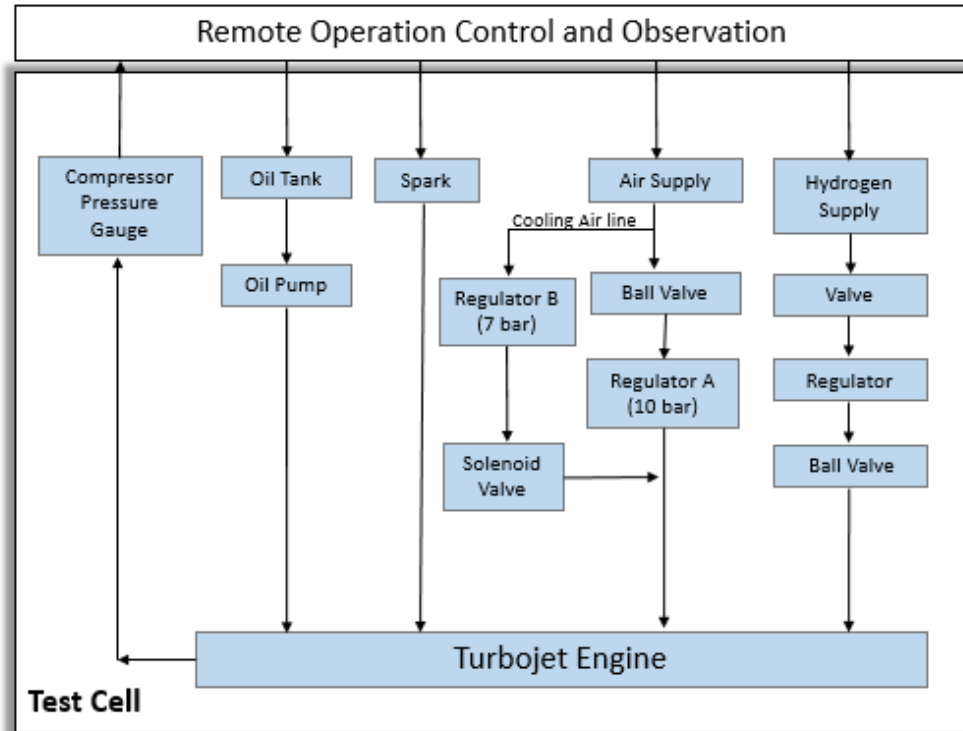 Remote Operation Control and Observation
Compressor
Pressure
Gauge
Oil Tank
Spark
Air Supply
Hydrogen
Supply
Cooling Air line
Oil Pump
Regulator B
(7 bar)
Ball Valve
Valve
Regulator A
(10 bar)
Regulator
Solenoid
Valve
Ball Valve
Turbojet Engine
Test Cell